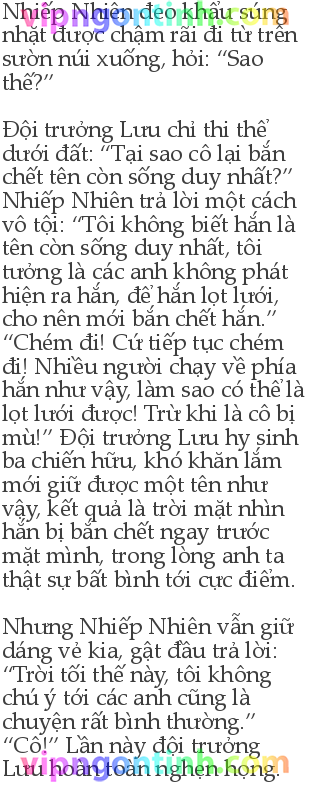 Nhiếp Nhiên đeo khẩu súng
nhặt được chậm rãi đi từ trên
sườn núi xuống, hỏi: “Sao
thế?”
Đội trưởng Lưu chỉ thi thể
dưới đất: “Tại sao cô lại bắn
chết tên còn sống duy nhất?”
Nhiếp Nhiên trả lời một cách
vô tội: “Tôi không biết hắn là
tên còn sống duy nhất, tôi
tưởng là các anh không phát
hiện ra hắn, để hắn lọt lưới,
cho nên mới bắn chết hắn.”
“Chém đi! Cứ tiếp tục chém
đi! Nhiều người chạy về phía
hắn như vậy, làm sao có thể là
lọt lưới được! Trừ khi là cô bị
mù!” Đội trưởng Lưu hy sinh
ba chiến hữu, khó khăn lắm
mới giữ được một tên như
vậy, kết quả là trời mặt nhìn
hắn bị bắn chết ngay trước
mặt mình, trong lòng anh ta
thật sự bất bình tới cực điểm.
Nhưng Nhiếp Nhiên vẫn giữ
dáng vẻ kia, gật đầu trả lời:
“Trời tối thế này, tôi không
chú ý tới các anh cũng là
chuyện rất bình thường.”
“Cô!” Lần này đội trưởng
Lưu hoàn toàn nghẹn họng.
vipngontinh.com
vipngontinh.com